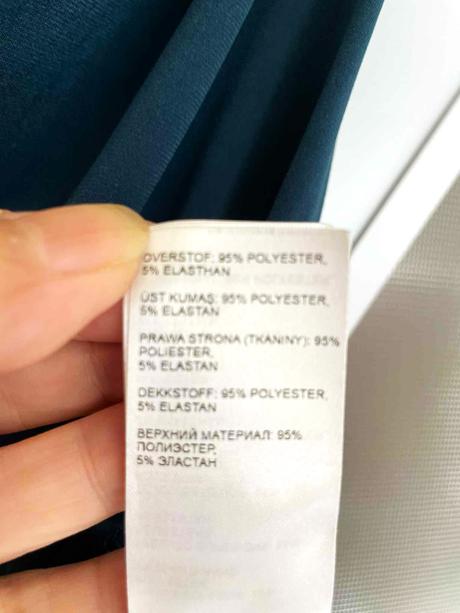 OVERSTOF: 95% POLYESTER,
5% ELASTHAN
ÜST KUMAŞ: 95% POLYESTER,
5% ELASTAN
PRAWA STRONA (TKANINY): 95%
POLIESTER,
5% ELASTAN
DEKKSTOFF: 95% POLYESTER,
5% ELASTAN
ВЕРХНИЙ МАТЕРИАЛ: 95%
ПОЛИЭСТЕР,
5% ЭЛАСТАН